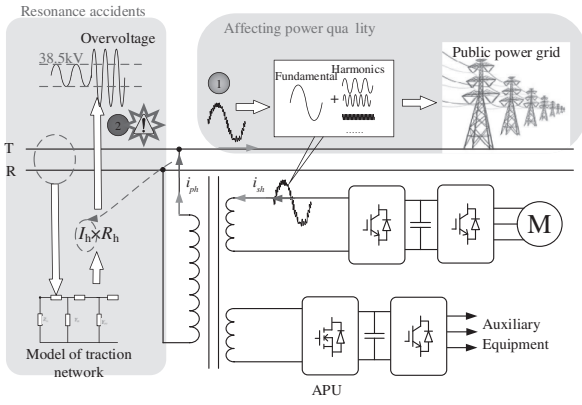 Resonance accidents
Affecting power qua lity
Overvoltage
38.5kV
1
Fundamental
Harmonics
+
......
Public power grid
2
!
T
R
iph
ish
Ih×Rh
M
Model of traction
network
APU
Auxiliary
Equipment